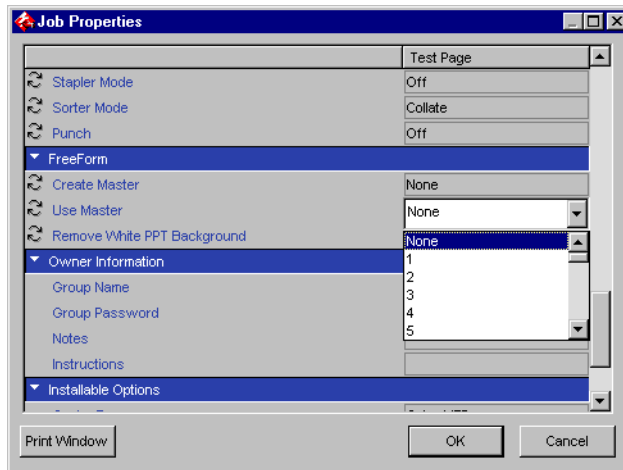 Job Properties
Test Page
Stapler Mode Off
Sorter Mode Collate
Punch Off
FreeForm
Create Master None
Use Master None
Remove White PPT Background None
Owner Information 1
2
Group Name 3
Group Password 4
Notes 5
Instructions
Installable Options
Print Window OK Cancel